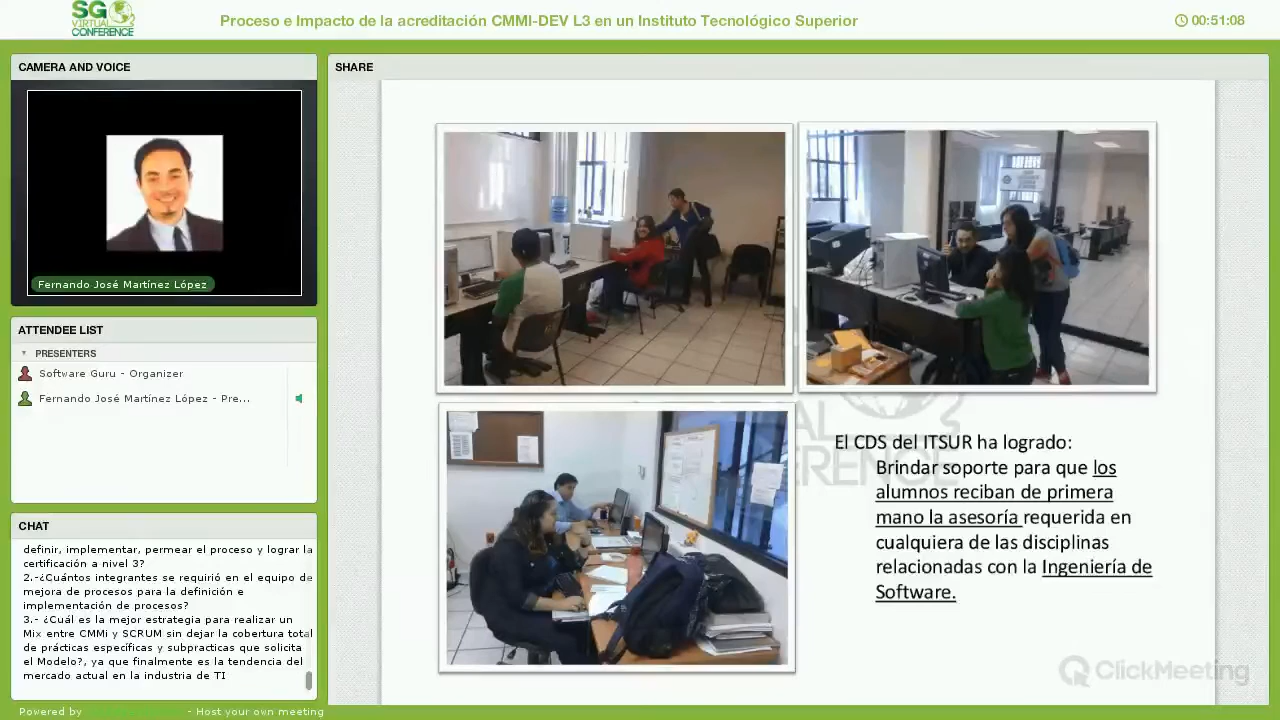 SG
VIRTUAL
CONFERENCE
Proceso e Impacto de la acreditación CMMI-DEV L3 en un Instituto Tecnológico Superior
00:51:08
CAMERA AND VOICE
Fernando José Martínez López
ATTENDEE LIST
PRESENTERS
Software Guru - Organizer
Fernando José Martínez López - Pre...
CHAT
definir, implementar, permear el proceso y lograr la
certificación a nivel 3?
2.-¿Cuántos integrantes se requirió en el equipo de
mejora de procesos para la definición e
implementación de procesos?
3.- ¿Cuál es la mejor estrategia para realizar un
Mix entre CMMi y SCRUM sin dejar la cobertura total
de prácticas específicas y subpracticas que solicita
el Modelo?, ya que finalmente es la tendencia del
mercado actual en la industria de TI
SHARE
El CDS del ITSUR ha logrado:
Brindar soporte para que los
alumnos reciban de primera
mano la asesoría requerida en
cualquiera de las disciplinas
relacionadas con la Ingeniería de
Software.
ClickMeeting
Powered by
- Host your own meeting